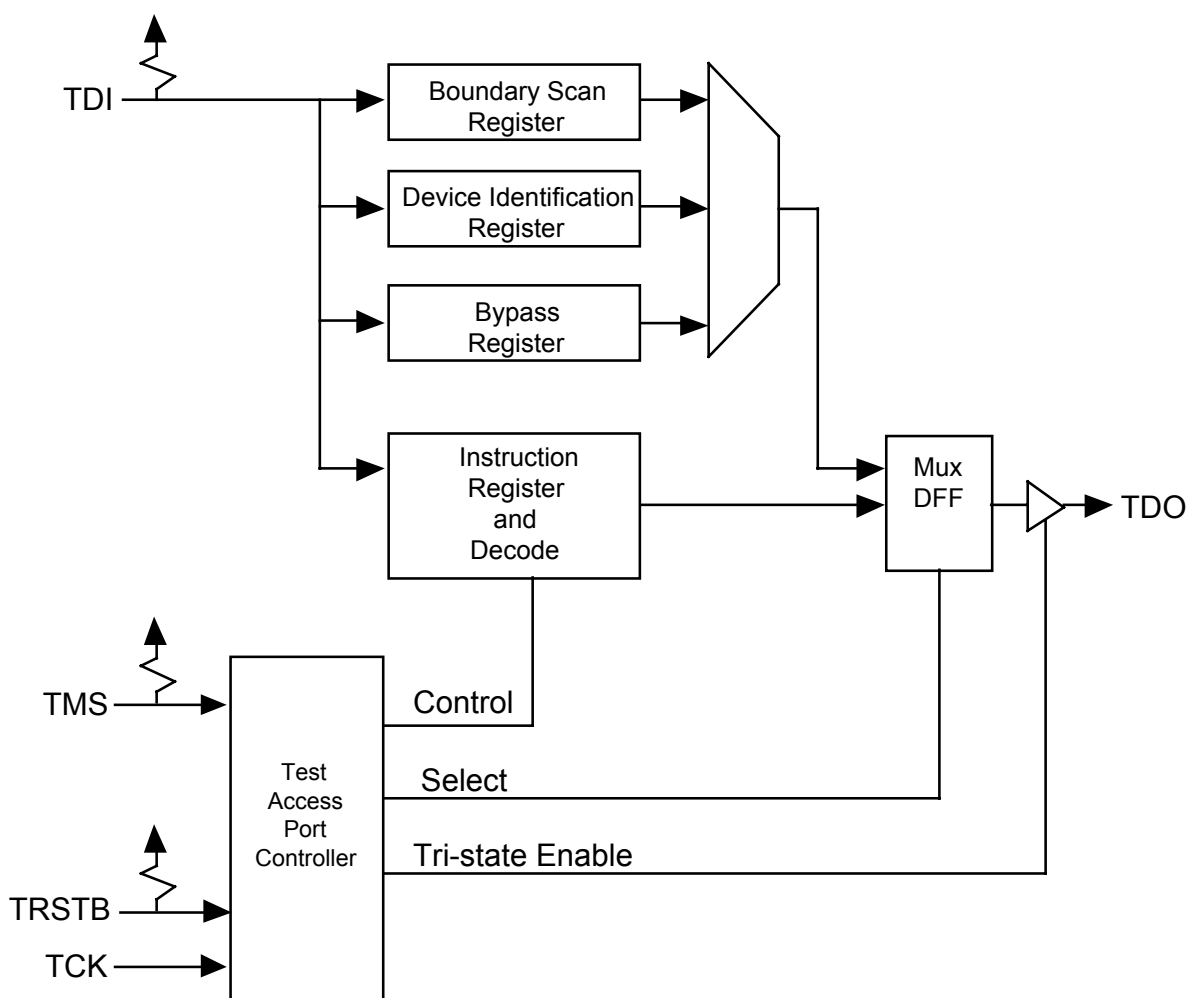 TDI
Boundary Scan
Register
Device Identification
Register
Bypass
Register
Instruction
Register
and
Decode
Mux
DFF
TDO
TMS
Control
Select
Test
Access
Port
Controller
Tri-state Enable
TRSTB
TCK